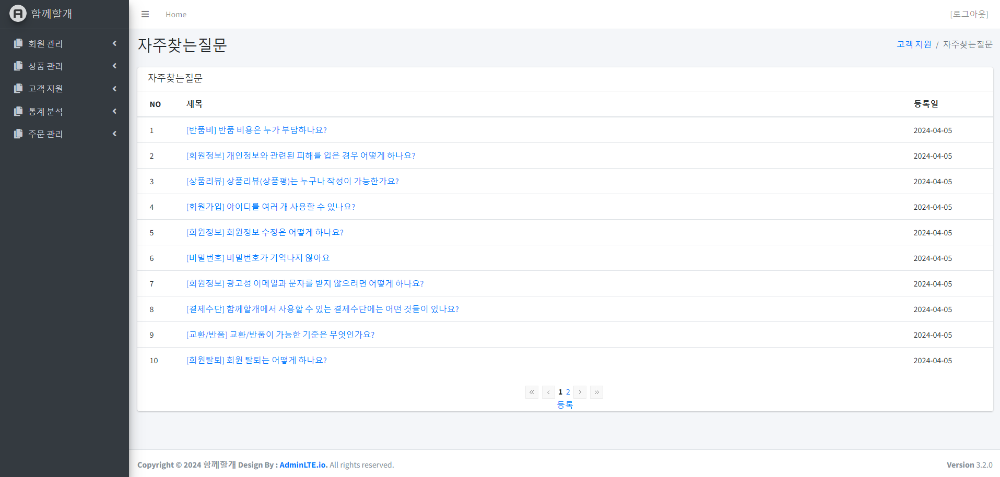 함께할개
Home
[로그아웃]
회원 관리
상품 관리
고객 지원
통계 분석
주문 관리
자주찾는질문
고객 지원 / 자주찾는질문
자주찾는질문
NO 제목 등록일
1 [반품비] 반품 비용은 누가 부담하나요? 2024-04-05
2 [회원정보] 개인정보와 관련된 피해를 입은 경우 어떻게 하나요? 2024-04-05
3 [상품리뷰] 상품리뷰(상품평)는 누구나 작성이 가능한가요? 2024-04-05
4 [회원가입] 아이디를 여러 개 사용할 수 있나요? 2024-04-05
5 [회원정보] 회원정보 수정은 어떻게 하나요? 2024-04-05
6 [비밀번호] 비밀번호가 기억나지 않아요 2024-04-05
7 [회원정보] 광고성 이메일과 문자를 받지 않으려면 어떻게 하나요? 2024-04-05
8 [결제수단] 함께할개에서 사용할 수 있는 결제수단에는 어떤 것들이 있나요? 2024-04-05
9 [교환/반품] 교환/반품이 가능한 기준은 무엇인가요? 2024-04-05
10 [회원탈퇴] 회원 탈퇴는 어떻게 하나요? 2024-04-05
« ‹ 1 2 › »
등록
Copyright © 2024 함께할개 Design By : AdminLTE.io. All rights reserved.
Version 3.2.0